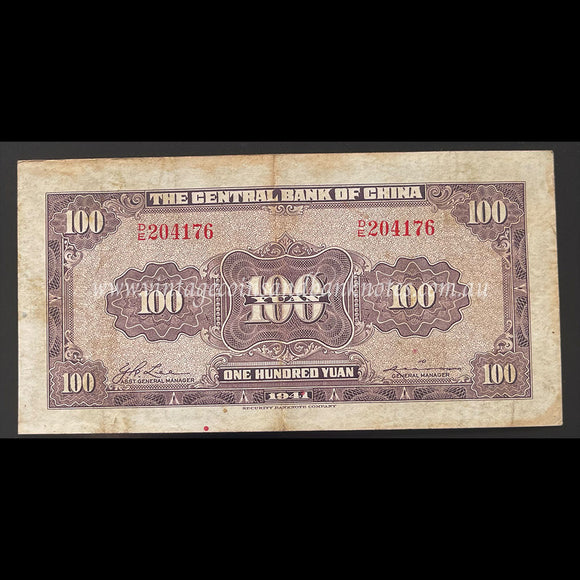 THE CENTRAL BANK OF CHINA
100 100
D/E 204176 D/E 204176
www.vintagecoinsandbanknotes.com.au
100 100 100
YUAN
ONE HUNDRED YUAN
100 100
ASST GENERAL MANAGER GENERAL MANAGER
1941
SECURITY BANKNOTE COMPANY